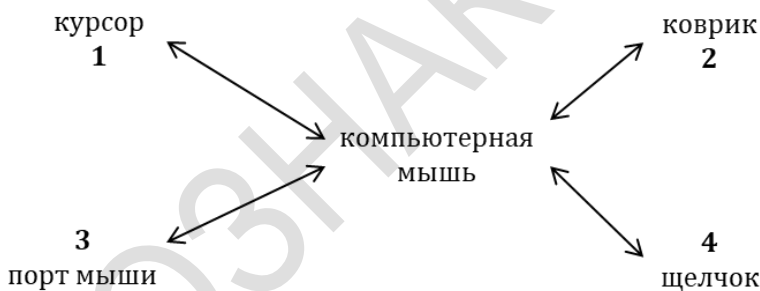 курсор
1
коврик
2
компьютерная
мышь
3
порт мыши
4
щелчок